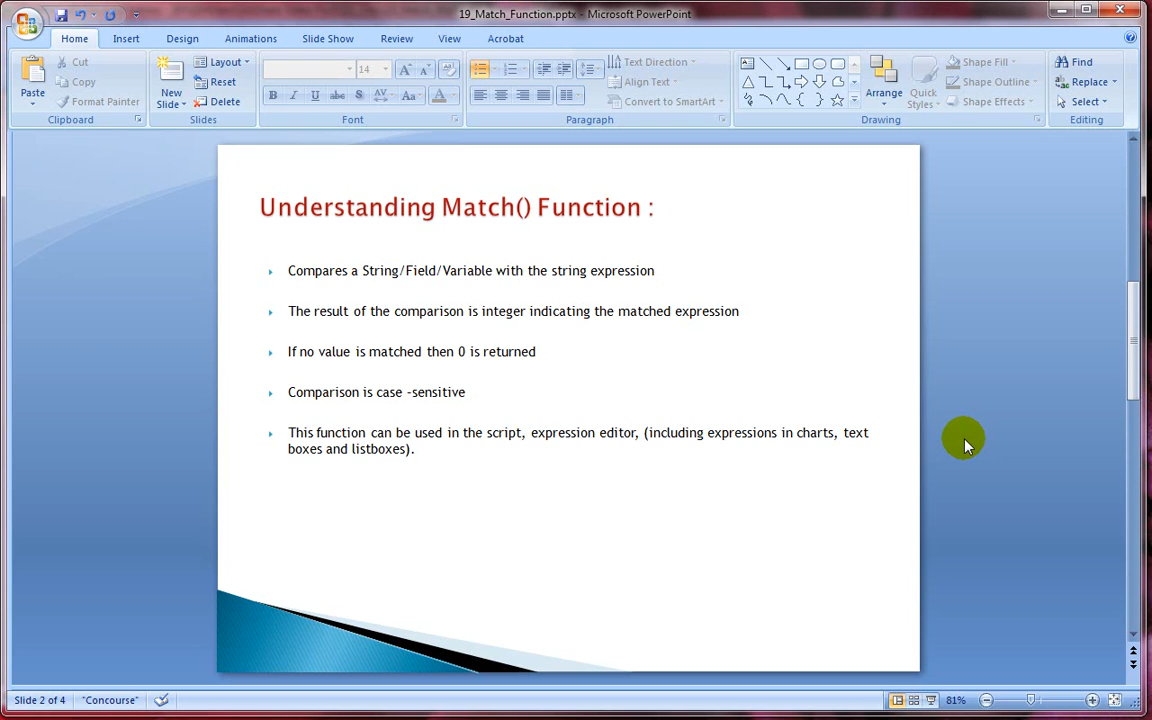 19_Match_Function.pptx - Microsoft PowerPoint
Home Insert Design Animations Slide Show Review View Acrobat
Paste
Cut
Copy
Format Painter
Clipboard
New Slide
Layout
Reset
Delete
Slides
14
B I U abc S AV Aa A
Font
Text Direction
Align Text
Convert to SmartArt
Paragraph
Arrange
Quick Styles
Shape Fill
Shape Outline
Shape Effects
Drawing
Find
Replace
Select
Editing
Understanding Match() Function :
Compares a String/Field/Variable with the string expression
The result of the comparison is integer indicating the matched expression
If no value is matched then 0 is returned
Comparison is case -sensitive
This function can be used in the script, expression editor, (including expressions in charts, text
boxes and listboxes).
Slide 2 of 4 "Concourse" 81%